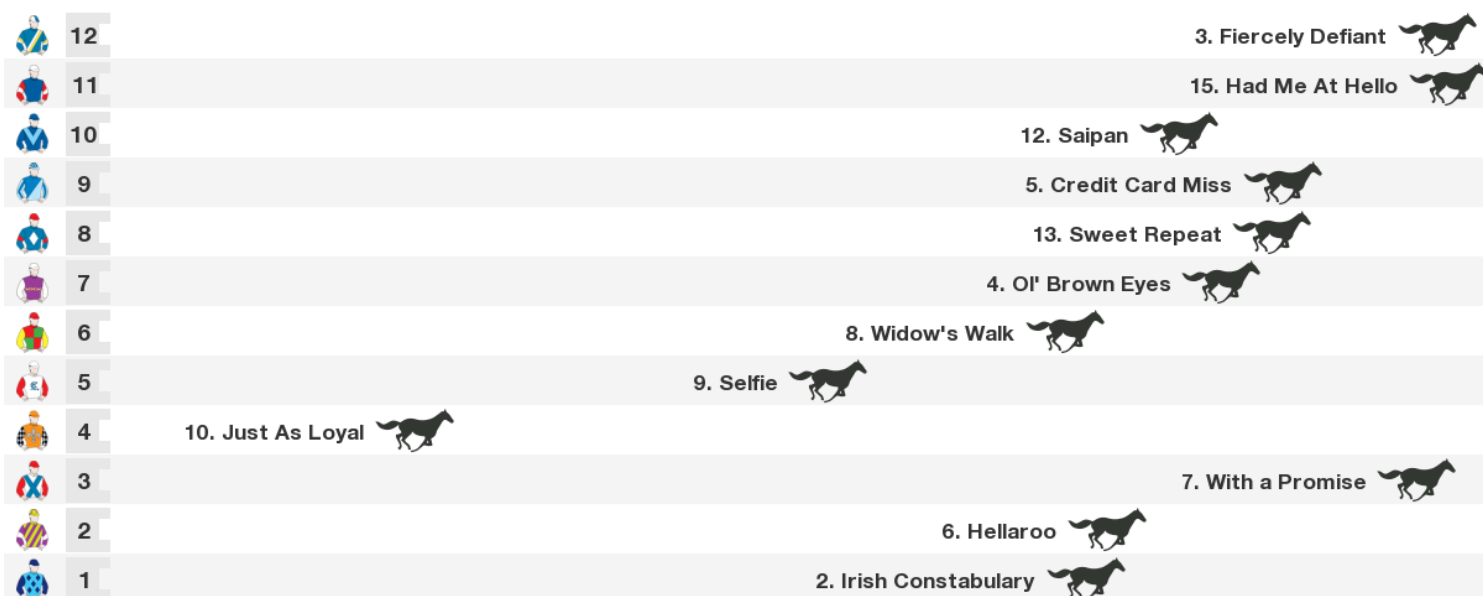 12 3. Fiercely Defiant
11 15. Had Me At Hello
10 12. Saipan
9 5. Credit Card Miss
8 13. Sweet Repeat
7 4. Ol' Brown Eyes
6 8. Widow's Walk
5 9. Selfie
4 10. Just As Loyal
3 7. With a Promise
2 6. Hellaroo
1 2. Irish Constabulary